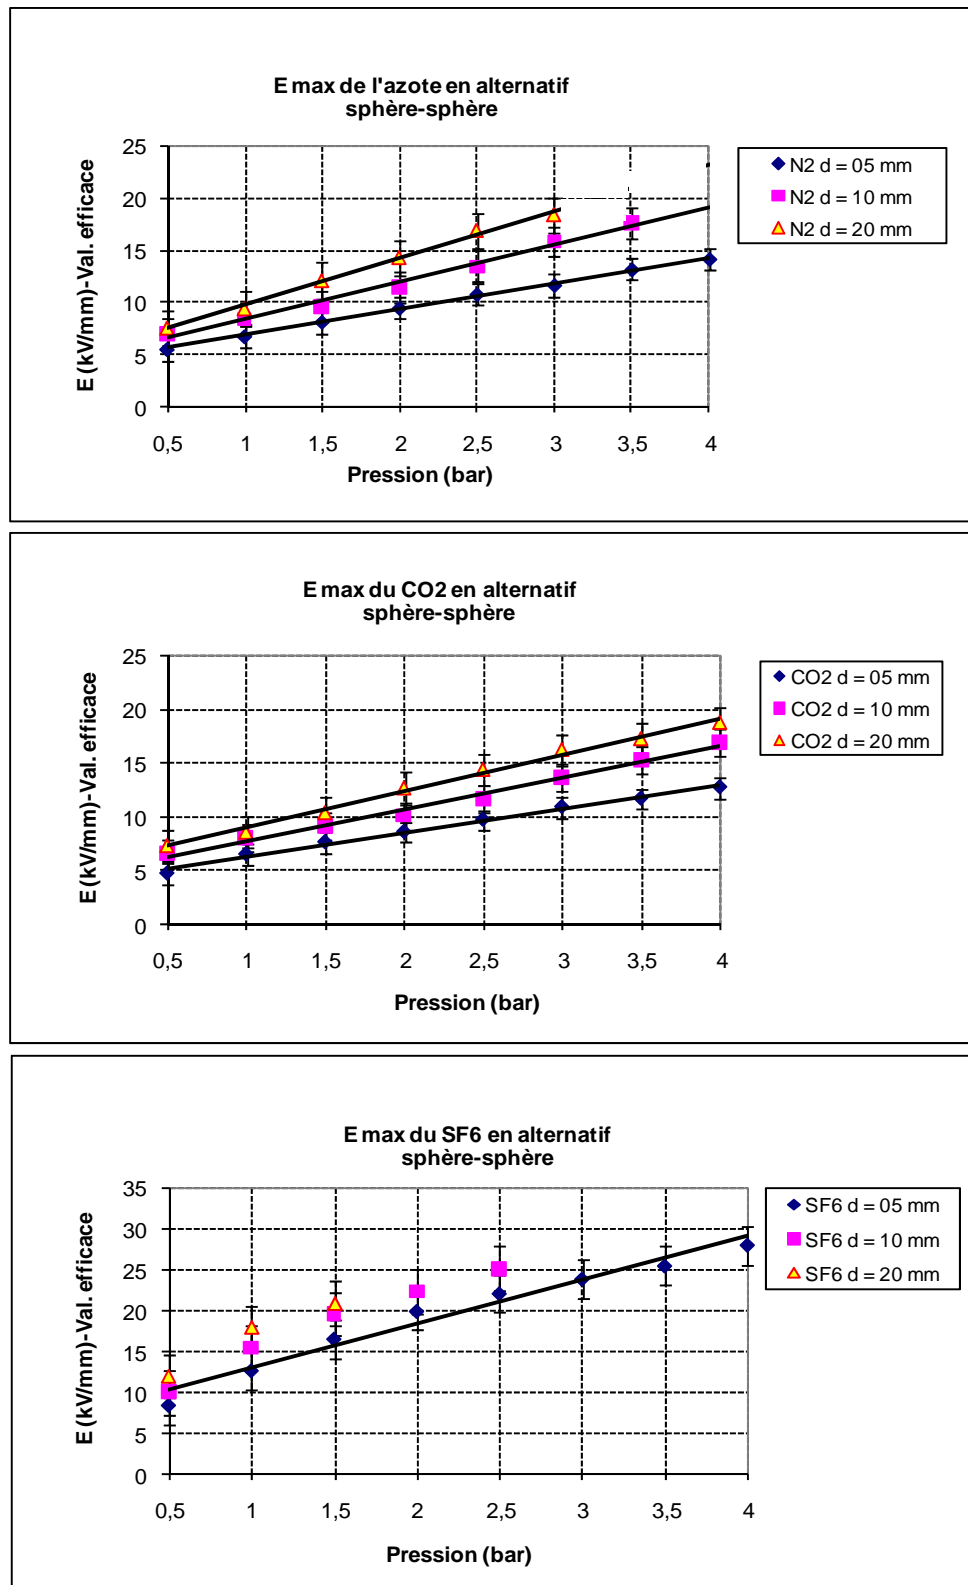 E max de l'azote en alternatif
sphère-sphère
E (kV/mm)-Val. efficace
25
20
15
10
5
0
0,5 1 1,5 2 2,5 3 3,5 4
Pression (bar)
N2 d = 05 mm
N2 d = 10 mm
N2 d = 20 mm
E max du CO2 en alternatif
sphère-sphère
E (kV/mm)-Val. efficace
25
20
15
10
5
0
0,5 1 1,5 2 2,5 3 3,5 4
Pression (bar)
CO2 d = 05 mm
CO2 d = 10 mm
CO2 d = 20 mm
E max du SF6 en alternatif
sphère-sphère
E (kV/mm)-Val. efficace
35
30
25
20
15
10
5
0
0,5 1 1,5 2 2,5 3 3,5 4
Pression (bar)
SF6 d = 05 mm
SF6 d = 10 mm
SF6 d = 20 mm